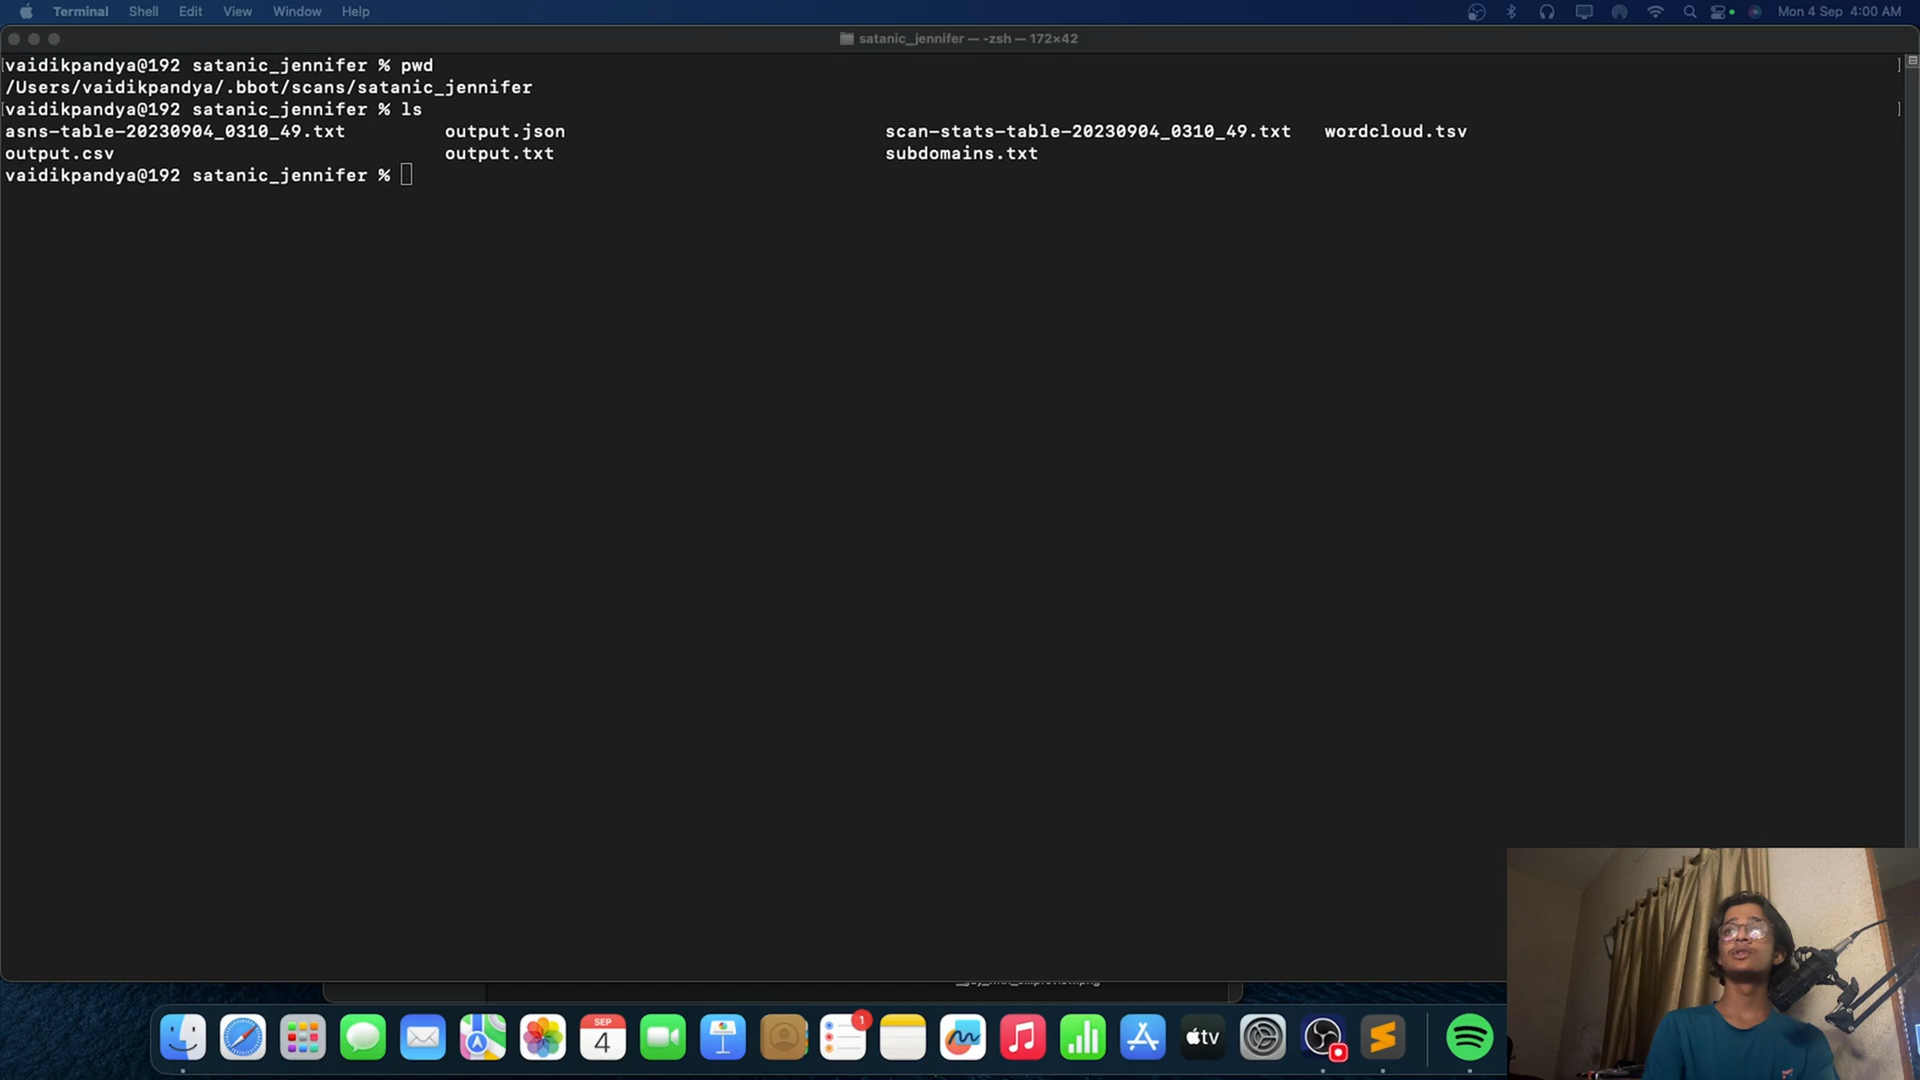 Terminal Shell Edit View Window Help Mon 4 Sep 4:00 AM
satanic_jennifer — -zsh — 172×42
vaidikpandya@192 satanic_jennifer % pwd
/Users/vaidikpandya/.bbot/scans/satanic_jennifer
vaidikpandya@192 satanic_jennifer % ls
asns-table-20230904_0310_49.txt output.json scan-stats-table-20230904_0310_49.txt wordcloud.tsv
output.csv output.txt subdomains.txt
vaidikpandya@192 satanic_jennifer %
SEP
4
1
tv